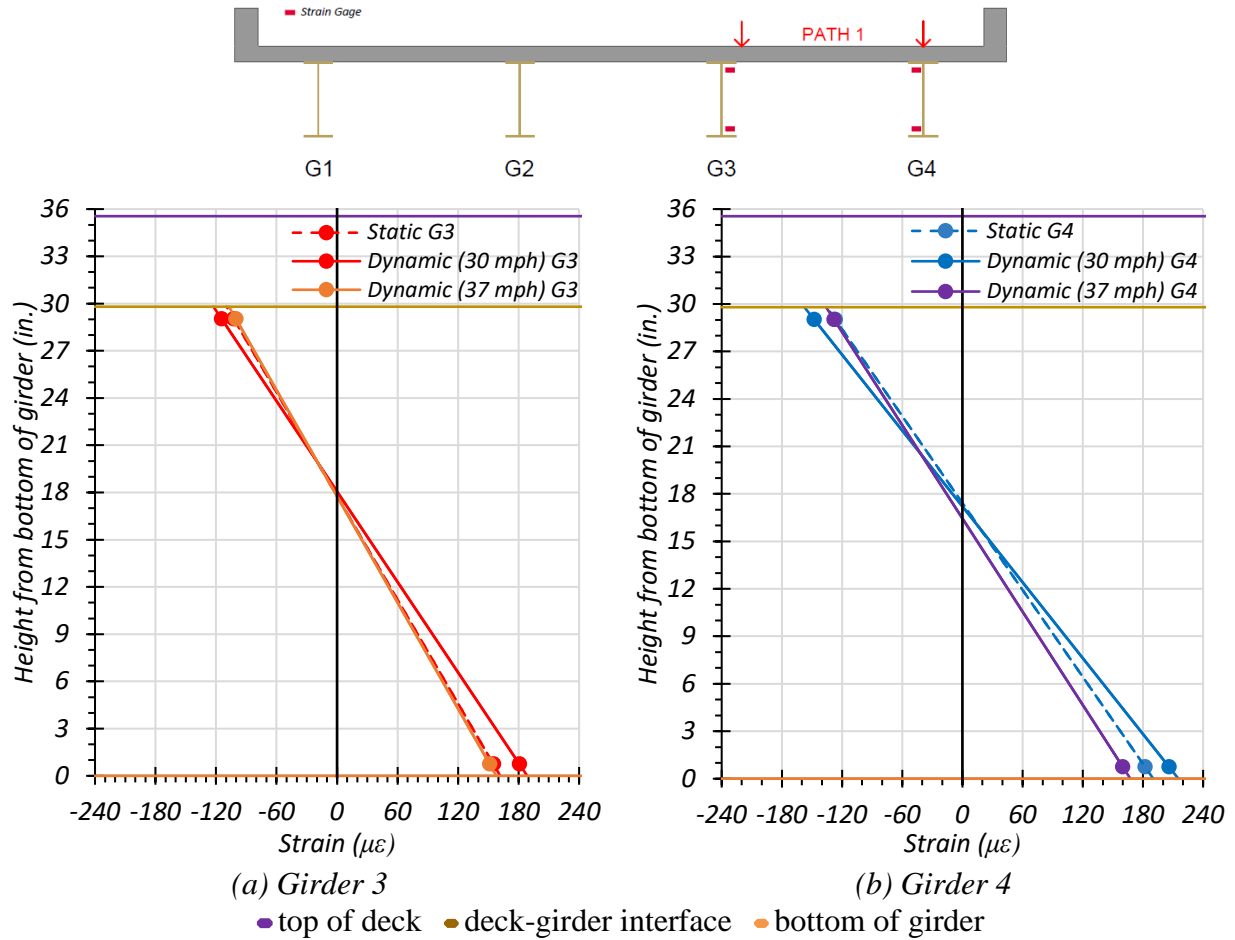 Strain Gage
PATH 1
G1 G2 G3 G4
Height from bottom of girder (in.)
36
33
30
27
24
21
18
15
12
9
6
3
0
-240 -180 -120 -60 0 60 120 180 240
Strain (με)
Static G3
Dynamic (30 mph) G3
Dynamic (37 mph) G3
(a) Girder 3
Height from bottom of girder (in.)
36
33
30
27
24
21
18
15
12
9
6
3
0
-240 -180 -120 -60 0 60 120 180 240
Strain (με)
Static G4
Dynamic (30 mph) G4
Dynamic (37 mph) G4
(b) Girder 4
top of deck deck-girder interface bottom of girder